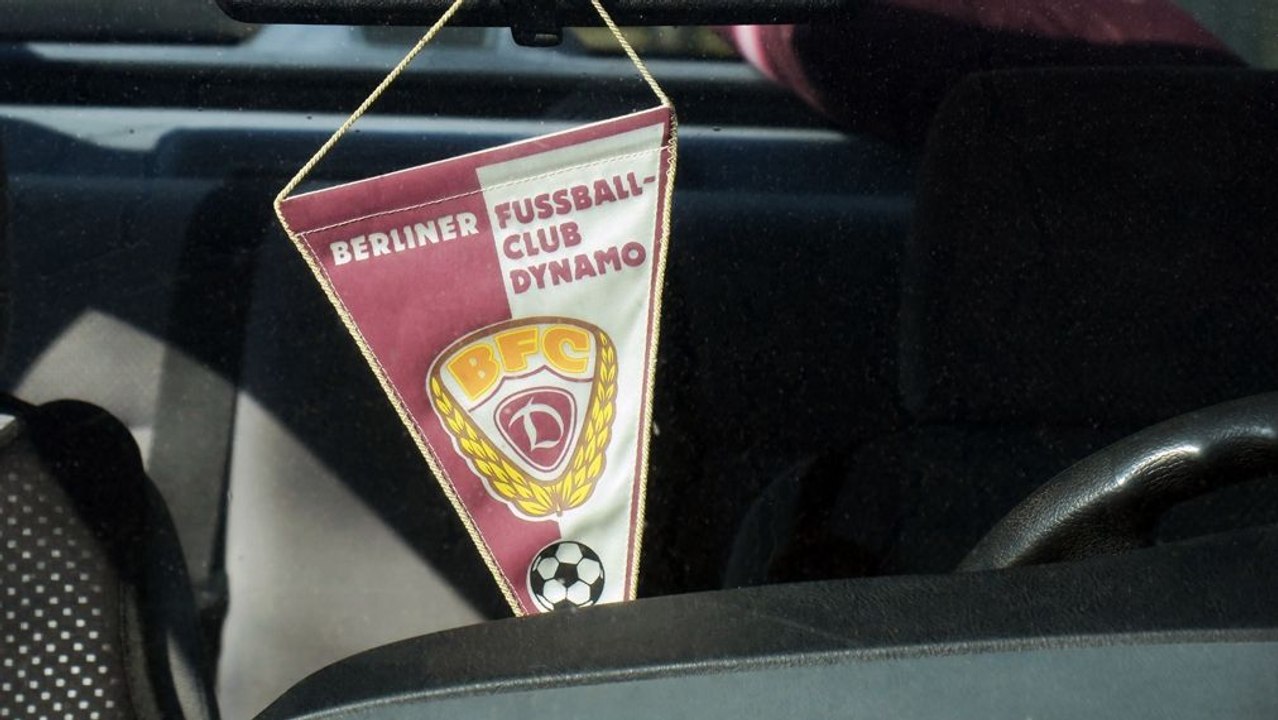 BERLINER
FUSSBALL-
CLUB
DYNAMO
BFC
D